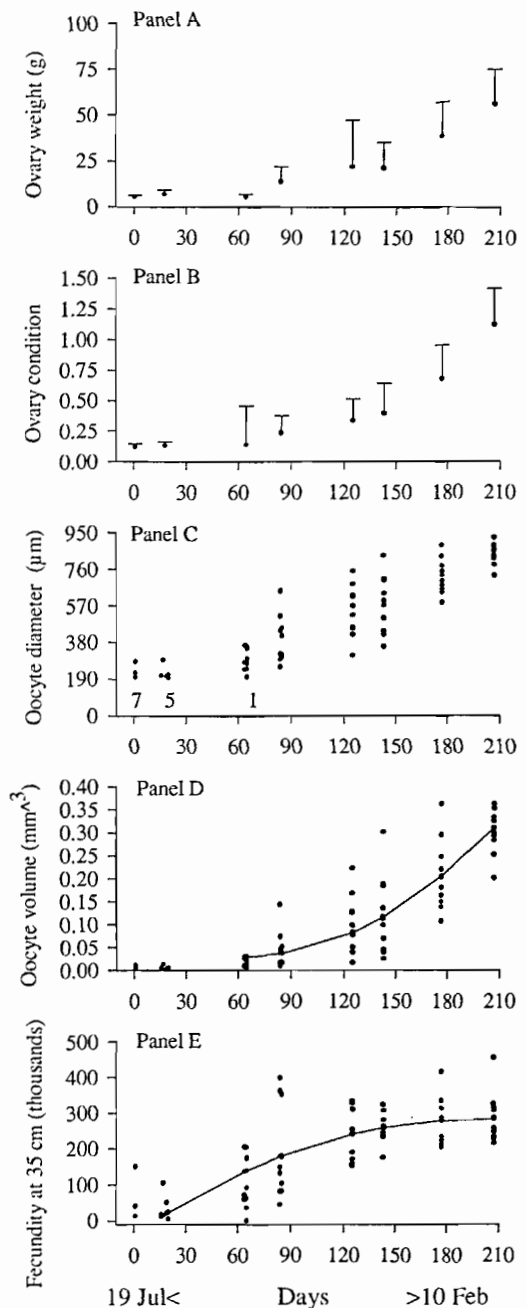 Panel A
Ovary weight (g)
100
75
50
25
0
0 30 60 90 120 150 180 210
Panel B
Ovary condition
1.50
1.25
1.00
0.75
0.50
0.25
0.00
0 30 60 90 120 150 180 210
Panel C
Oocyte diameter (µm)
950
760
570
380
190
0
7 5 1
0 30 60 90 120 150 180 210
Panel D
Oocyte volume (mm^3)
0.40
0.35
0.30
0.25
0.20
0.15
0.10
0.05
0.00
0 30 60 90 120 150 180 210
Panel E
Fecundity at 35 cm (thousands)
500
400
300
200
100
0
0 30 60 90 120 150 180 210
19 Jul< Days >10 Feb